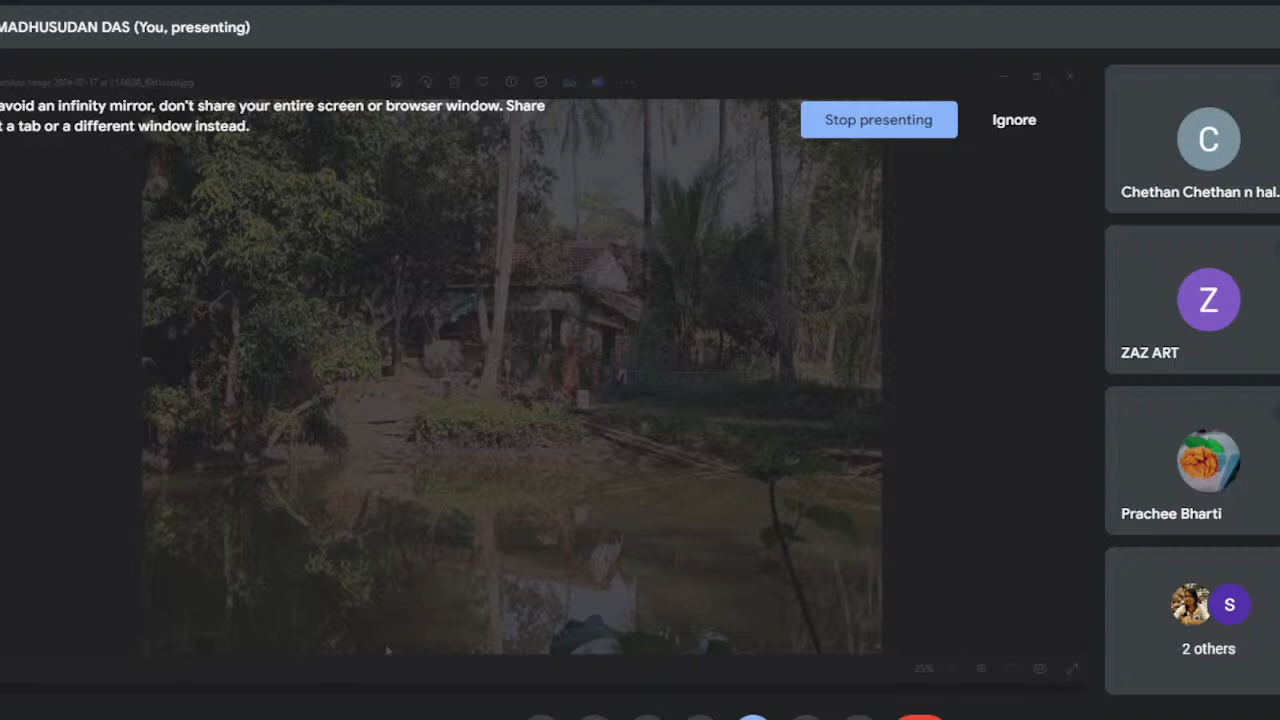 MADHUSUDAN DAS (You, presenting)
avoid an infinity mirror, don't share your entire screen or browser window. Share
t a tab or a different window instead.
Stop presenting
Ignore
C
Chethan Chethan n hal...
Z
ZAZ ART
Prachee Bharti
S
2 others
25%